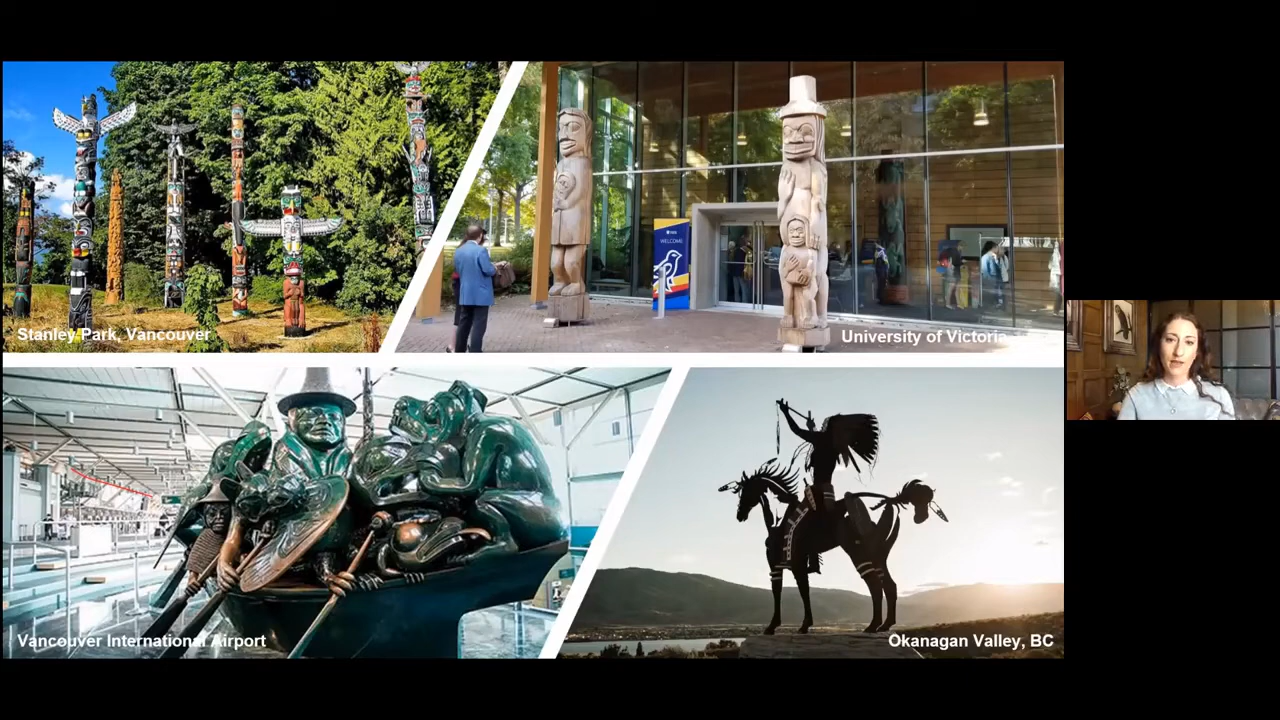 WELCOME
Stanley Park, Vancouver
University of Victoria
Vancouver International Airport
Okanagan Valley, BC